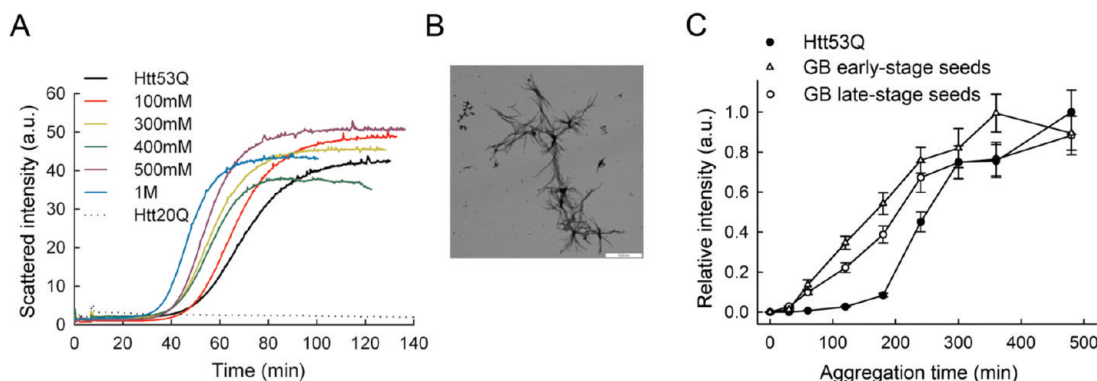 A
Htt53Q
100mM
300mM
400mM
500mM
1M
Htt20Q
Scattered intensity (a.u.)
60
50
40
30
20
10
0
0 20 40 60 80 100 120 140
Time (min)
B
C
Htt53Q
GB early-stage seeds
GB late-stage seeds
Relative intensity (a.u.)
1.0
0.8
0.6
0.4
0.2
0.0
0 100 200 300 400 500
Aggregation time (min)